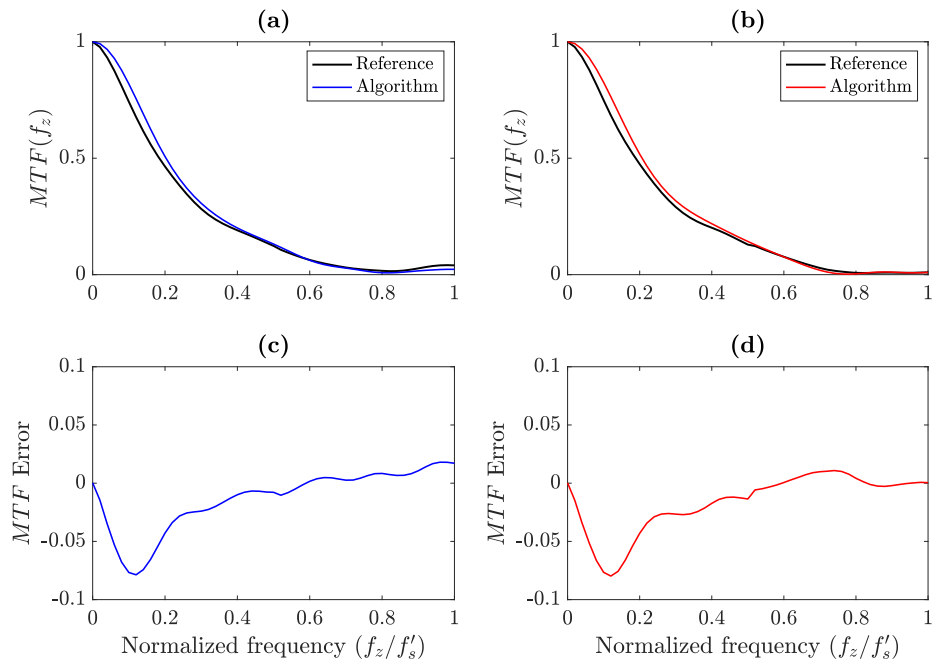 (a)
1
0.5
0
MTF(f_z)
Reference
Algorithm
0 0.2 0.4 0.6 0.8 1
(b)
1
0.5
0
MTF(f_z)
Reference
Algorithm
0 0.2 0.4 0.6 0.8 1
(c)
0.1
0.05
0
-0.05
-0.1
MTF Error
0 0.2 0.4 0.6 0.8 1
Normalized frequency (f_z/f'_s)
(d)
0.1
0.05
0
-0.05
-0.1
MTF Error
0 0.2 0.4 0.6 0.8 1
Normalized frequency (f_z/f'_s)